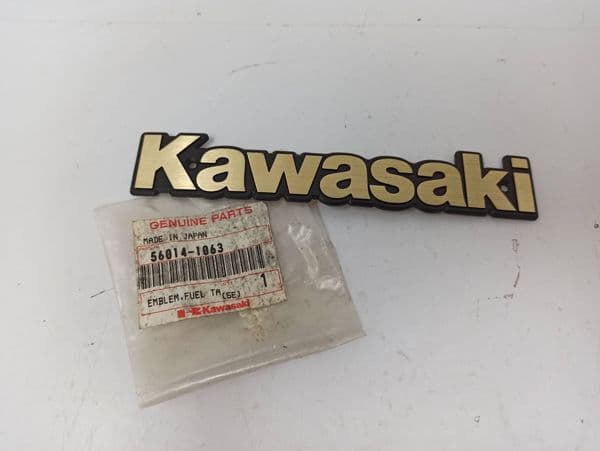 Kawasaki
GENUINE PARTS
MADE IN JAPAN
56014-1063
1
EMBLEM,FUEL TA
(SE)
Kawasaki